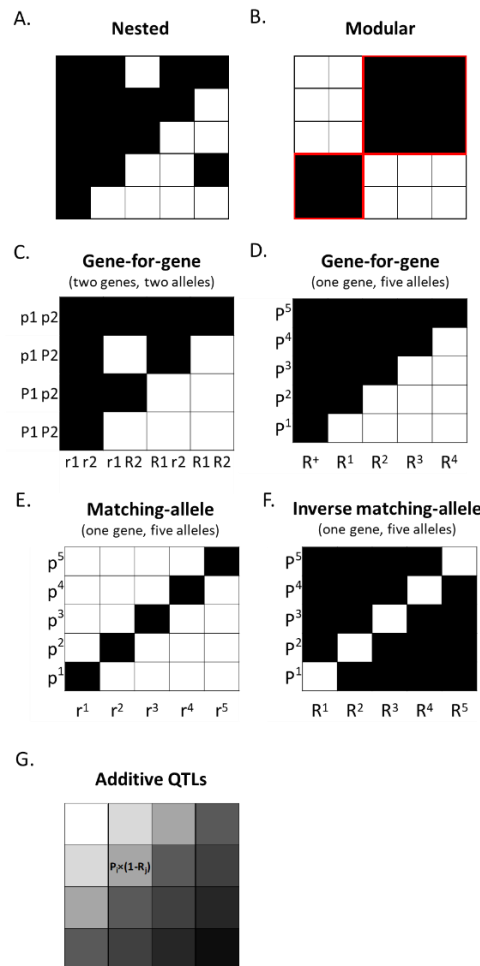 A.
Nested
B.
Modular
C.
Gene-for-gene
(two genes, two alleles)
p1 p2
p1 P2
P1 p2
P1 P2
r1 r2 r1 R2 R1 r2 R1 R2
D.
Gene-for-gene
(one gene, five alleles)
P⁵
P⁴
P³
P²
P¹
R⁺ R¹ R² R³ R⁴
E.
Matching-allele
(one gene, five alleles)
p⁵
p⁴
p³
p²
p¹
r¹ r² r³ r⁴ r⁵
F.
Inverse matching-allele
(one gene, five alleles)
P⁵
P⁴
P³
P²
P¹
R¹ R² R³ R⁴ R⁵
G.
Additive QTLs
Pᵢ×(1-Rⱼ)